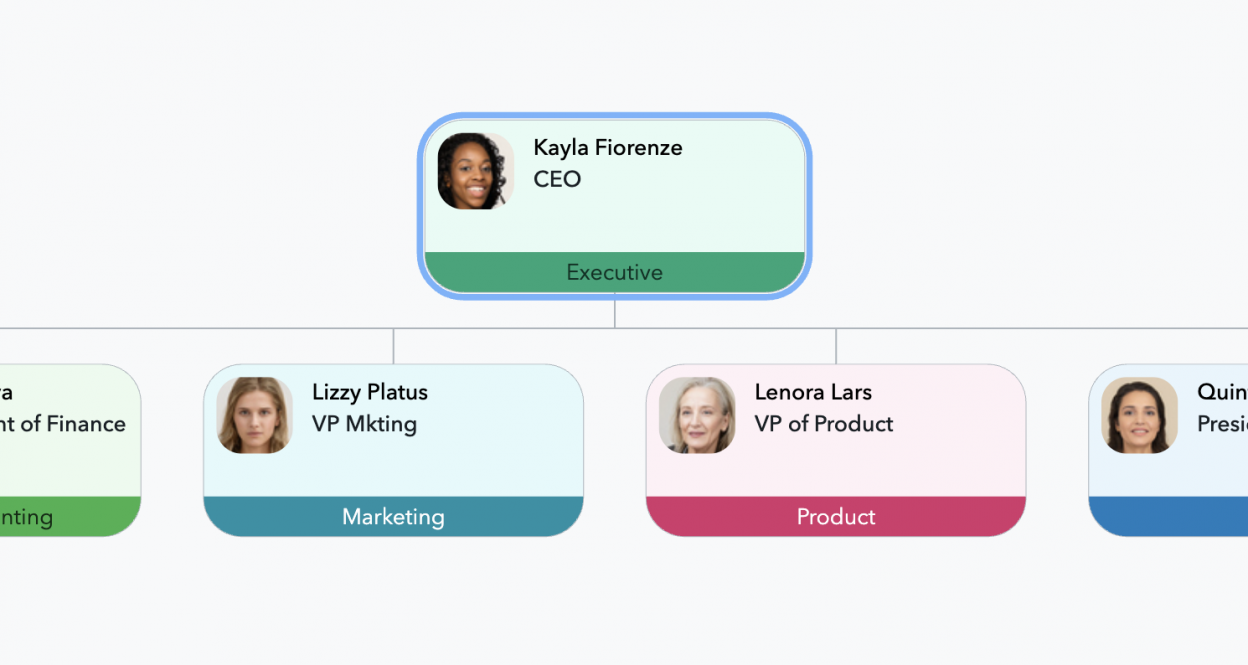 Kayla Fiorenze
CEO
Executive
nt of Finance
nting
Lizzy Platus
VP Mkting
Marketing
Lenora Lars
VP of Product
Product
Quin
Presi